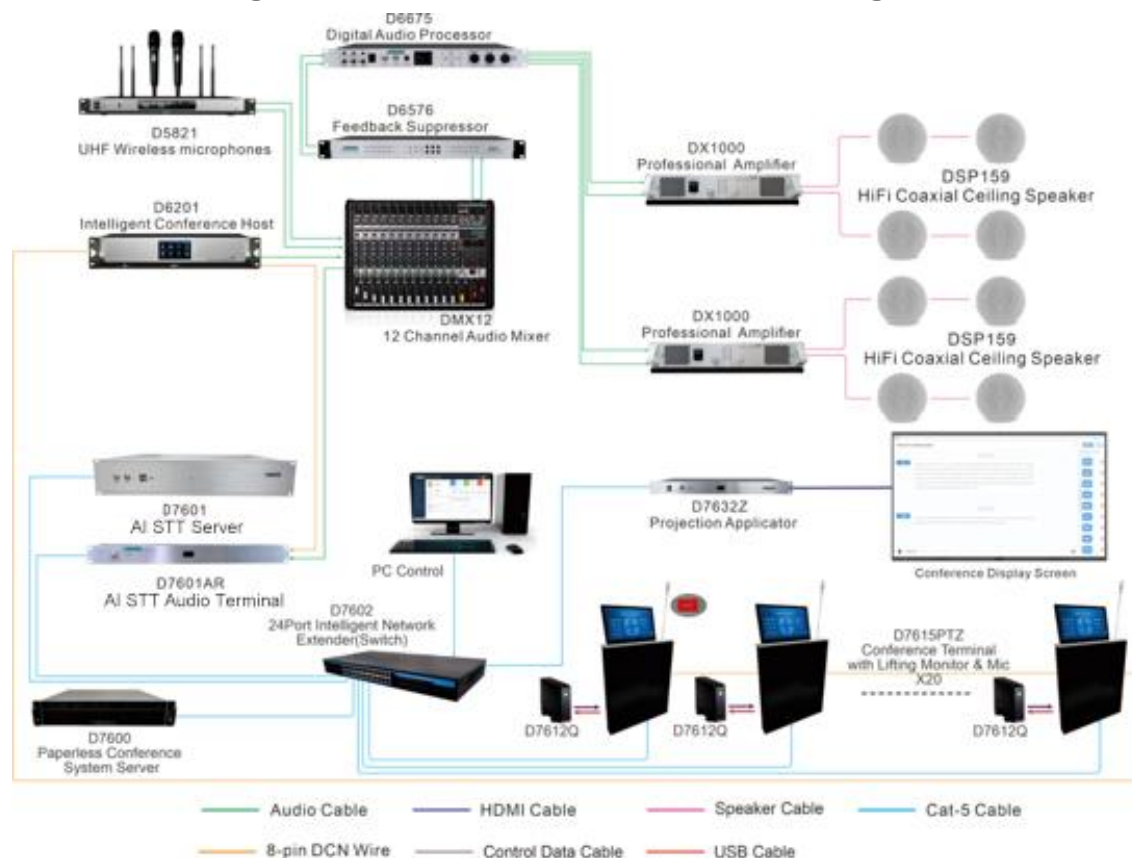 D6675
Digital Audio Processor
D5821
UHF Wireless microphones
D6576
Feedback Suppressor
DX1000
Professional Amplifier
DSP159
HiFi Coaxial Ceiling Speaker
D6201
Intelligent Conference Host
DMX12
12 Channel Audio Mixer
DX1000
Professional Amplifier
DSP159
HiFi Coaxial Ceiling Speaker
D7601
AI STT Server
PC Control
D7632Z
Projection Applicator
Conference Display Screen
D7601AR
AI STT Audio Terminal
D7602
24Port Intelligent Network
Extender(Switch)
D7615PTZ
Conference Terminal
with Lifting Monitor & Mic
X20
D7612Q
D7612Q
D7612Q
D7600
Paperless Conference
System Server
Audio Cable
HDMI Cable
Speaker Cable
Cat-5 Cable
8-pin DCN Wire
Control Data Cable
USB Cable